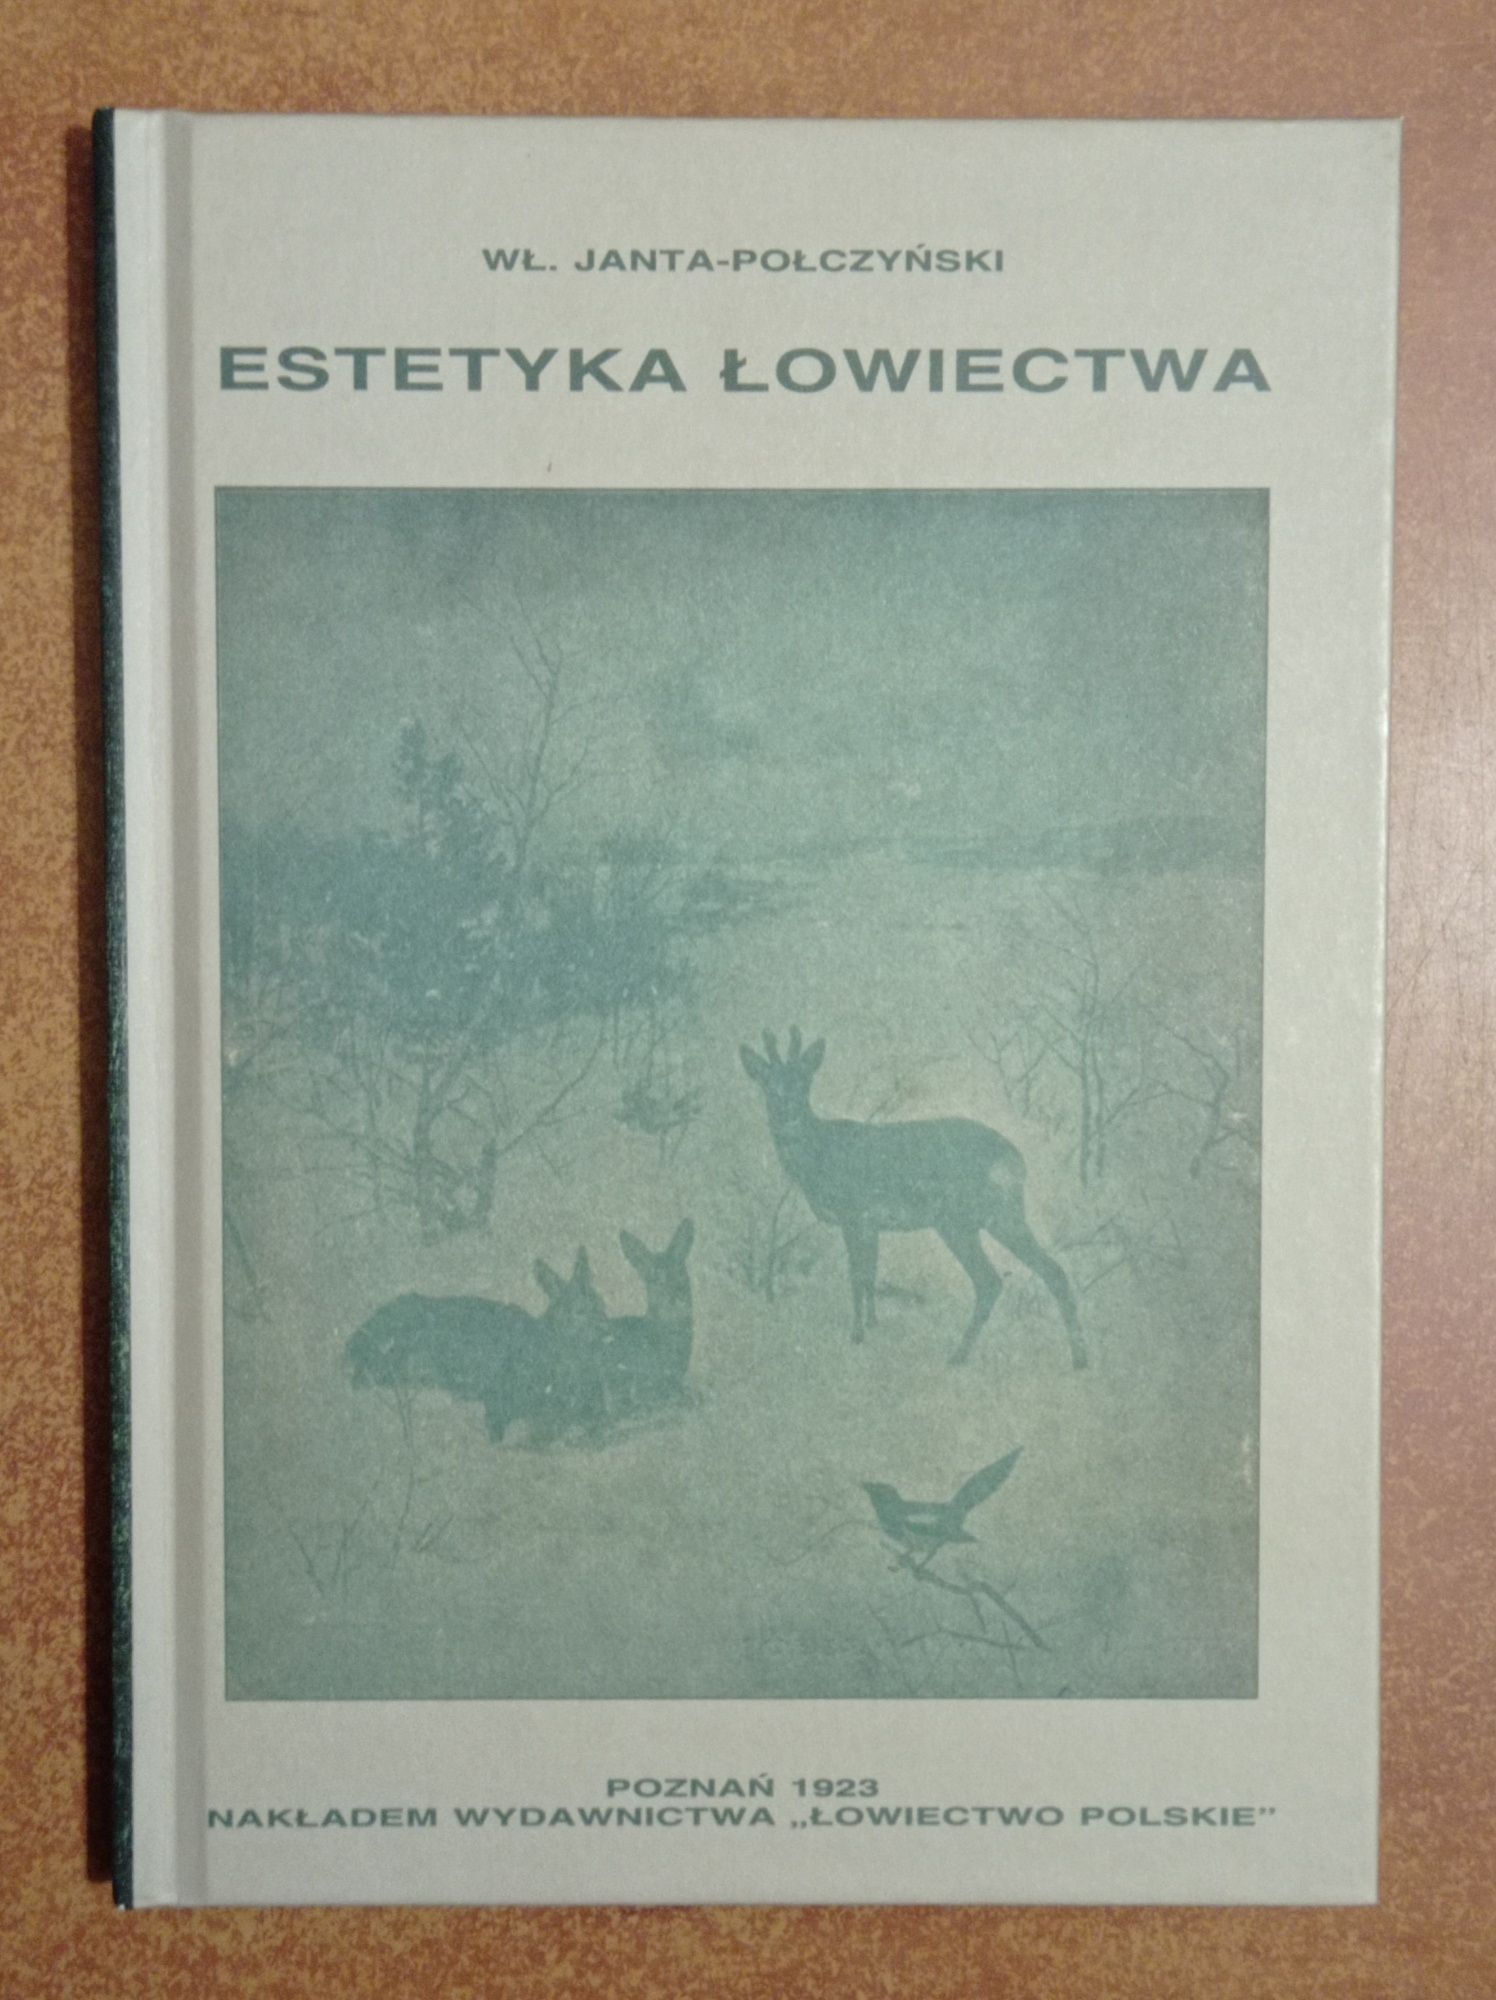 WŁ. JANTA-POŁCZYŃSKI
ESTETYKA ŁOWIECTWA
POZNAŃ 1923
NAKŁADEM WYDAWNICTWA „ŁOWIECTWO POLSKIE”